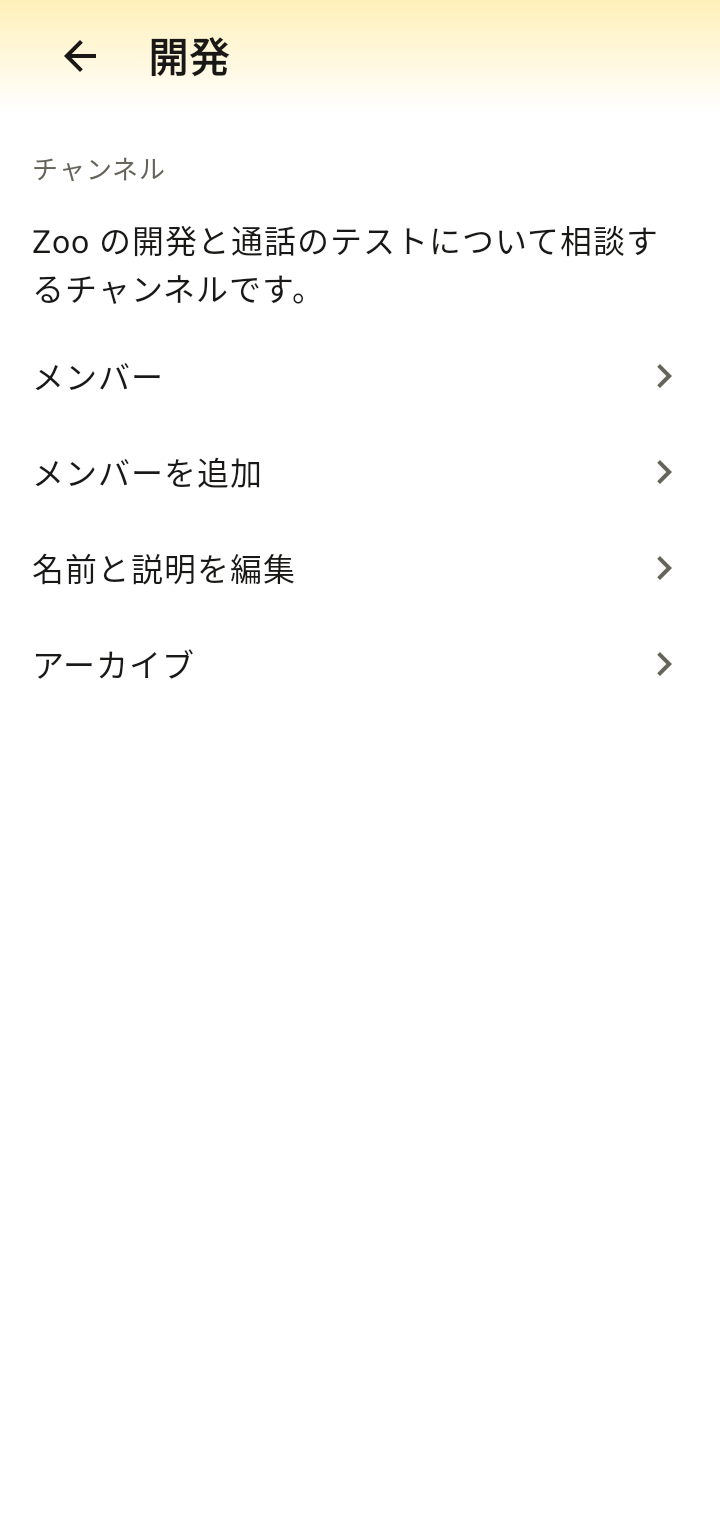 開発
チャンネル
Zoo の開発と通話のテストについて相談す
るチャンネルです。
メンバー
メンバーを追加
名前と説明を編集
アーカイブ